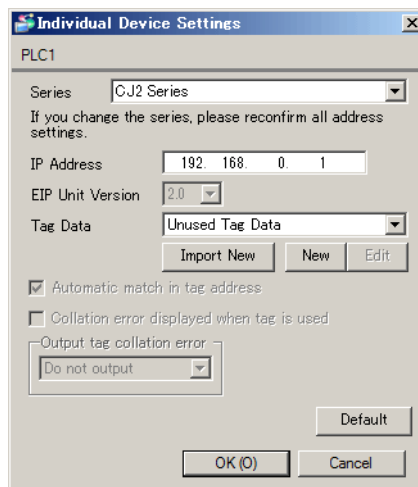 Individual Device Settings
PLC1
Series CJ2 Series
If you change the series, please reconfirm all address
settings.
IP Address 192. 168. 0. 1
EIP Unit Version 2.0
Tag Data Unused Tag Data
Import New New Edit
Automatic match in tag address
Collation error displayed when tag is used
Output tag collation error
Do not output
Default
OK (O) Cancel